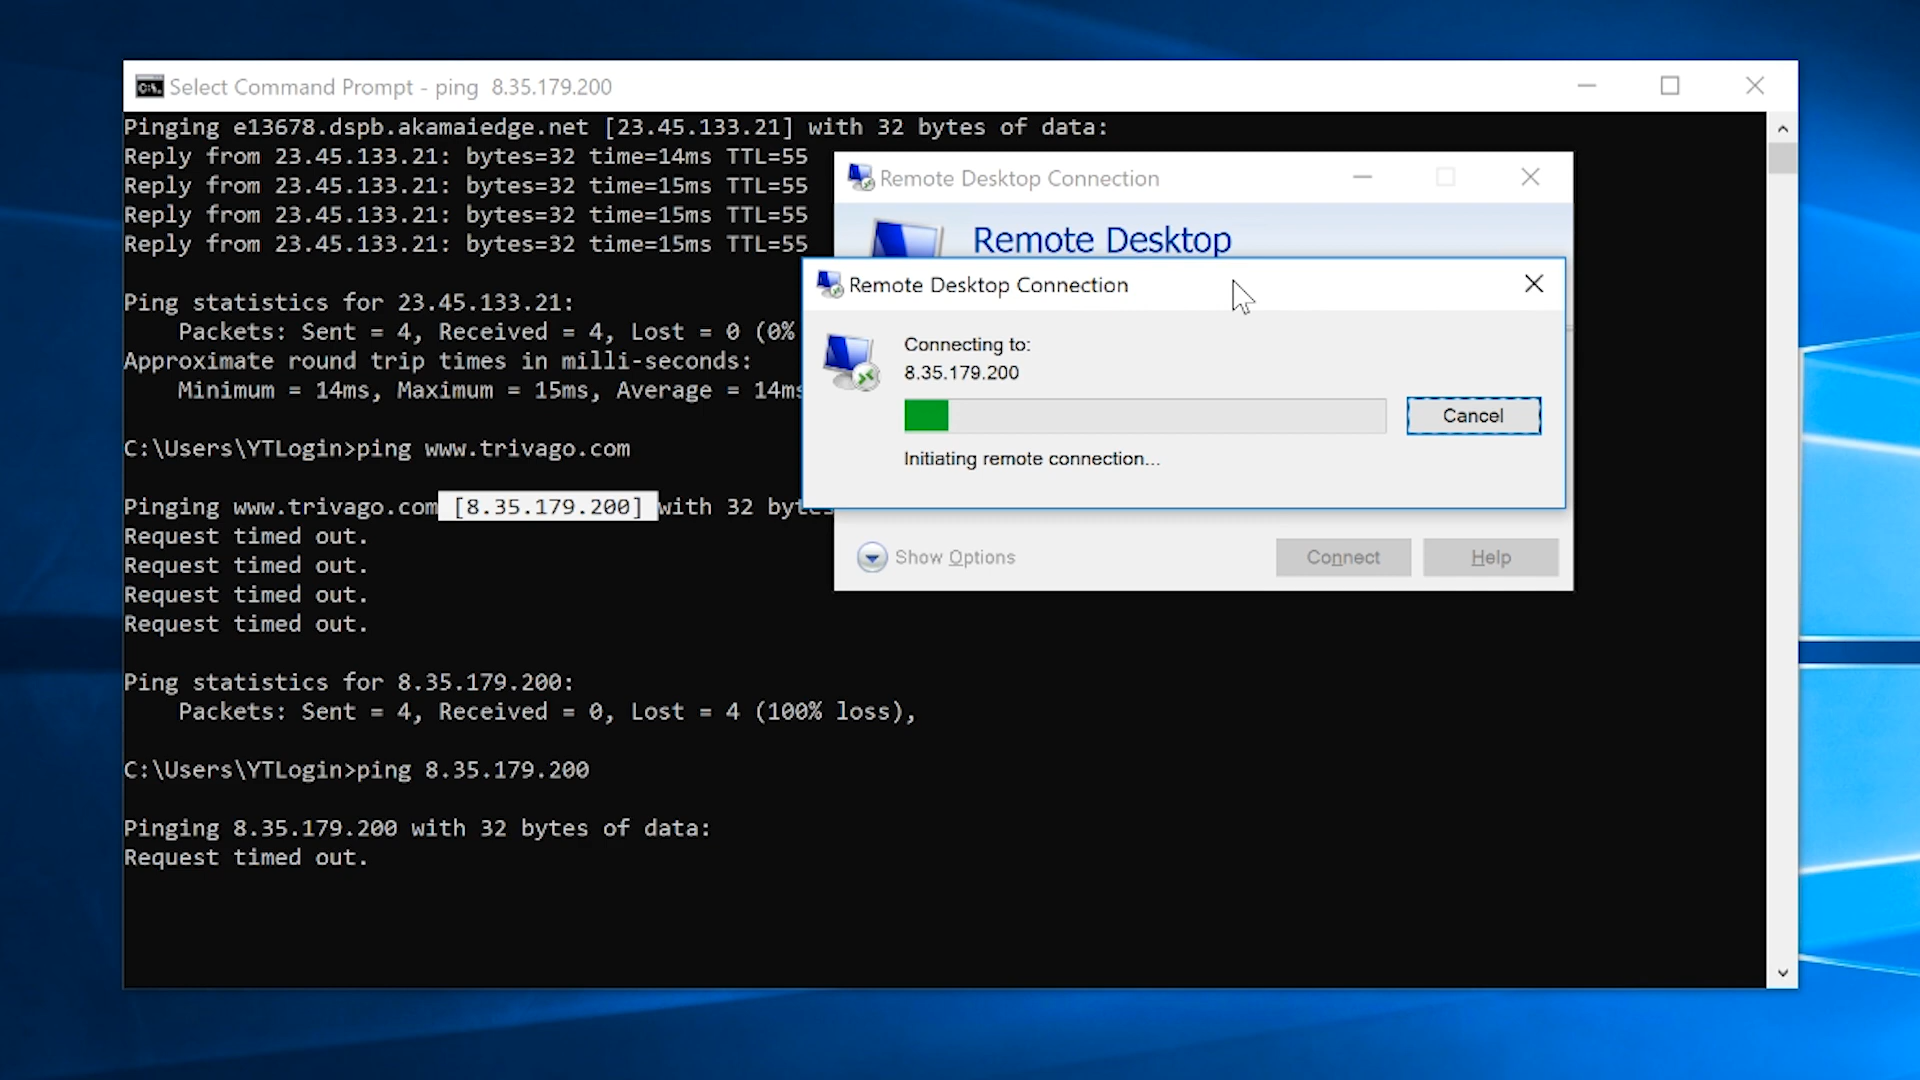 Select Command Prompt - ping 8.35.179.200
Pinging e13678.dspb.akamaiedge.net [23.45.133.21] with 32 bytes of data:
Reply from 23.45.133.21: bytes=32 time=14ms TTL=55
Reply from 23.45.133.21: bytes=32 time=15ms TTL=55
Reply from 23.45.133.21: bytes=32 time=15ms TTL=55
Reply from 23.45.133.21: bytes=32 time=15ms TTL=55
Ping statistics for 23.45.133.21:
Packets: Sent = 4, Received = 4, Lost = 0 (0%
Approximate round trip times in milli-seconds:
Minimum = 14ms, Maximum = 15ms, Average = 14ms
C:\Users\YTLogin>ping www.trivago.com
Pinging www.trivago.com [8.35.179.200] with 32 bytes
Request timed out.
Request timed out.
Request timed out.
Request timed out.
Ping statistics for 8.35.179.200:
Packets: Sent = 4, Received = 0, Lost = 4 (100% loss),
C:\Users\YTLogin>ping 8.35.179.200
Pinging 8.35.179.200 with 32 bytes of data:
Request timed out.
Remote Desktop Connection
Remote Desktop
Remote Desktop Connection
Connecting to:
8.35.179.200
Cancel
Initiating remote connection...
Show Options
Connect
Help